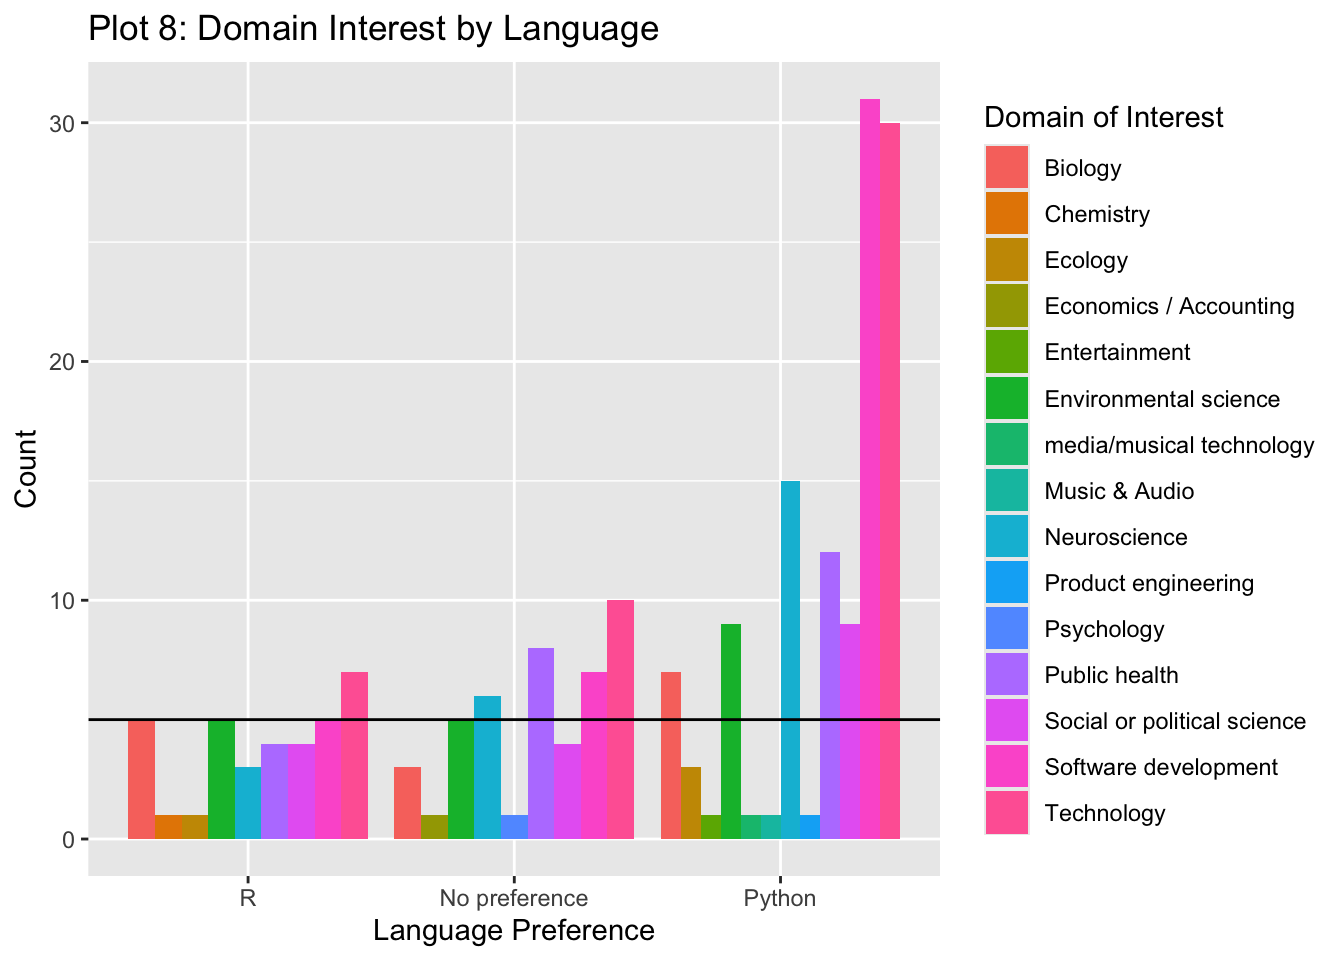 Plot 8: Domain Interest by Language
30
20
10
0
Count
R
No preference
Python
Language Preference
Domain of Interest
Biology
Chemistry
Ecology
Economics / Accounting
Entertainment
Environmental science
media/musical technology
Music & Audio
Neuroscience
Product engineering
Psychology
Public health
Social or political science
Software development
Technology